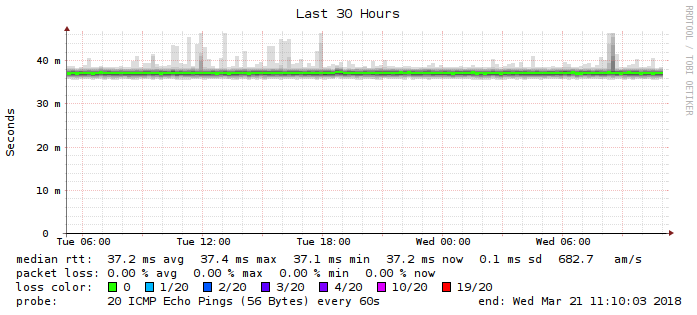 Last 30 Hours
RRDTOOL / TOBI OETIKER
Seconds
40 m
30 m
20 m
10 m
0
Tue 06:00 Tue 12:00 Tue 18:00 Wed 00:00 Wed 06:00
median rtt: 37.2 ms avg 37.4 ms max 37.1 ms min 37.2 ms now 0.1 ms sd 682.7 am/s
packet loss: 0.00 % avg 0.00 % max 0.00 % min 0.00 % now
loss color: 0 1/20 2/20 3/20 4/20 10/20 19/20
probe: 20 ICMP Echo Pings (56 Bytes) every 60s end: Wed Mar 21 11:10:03 2018